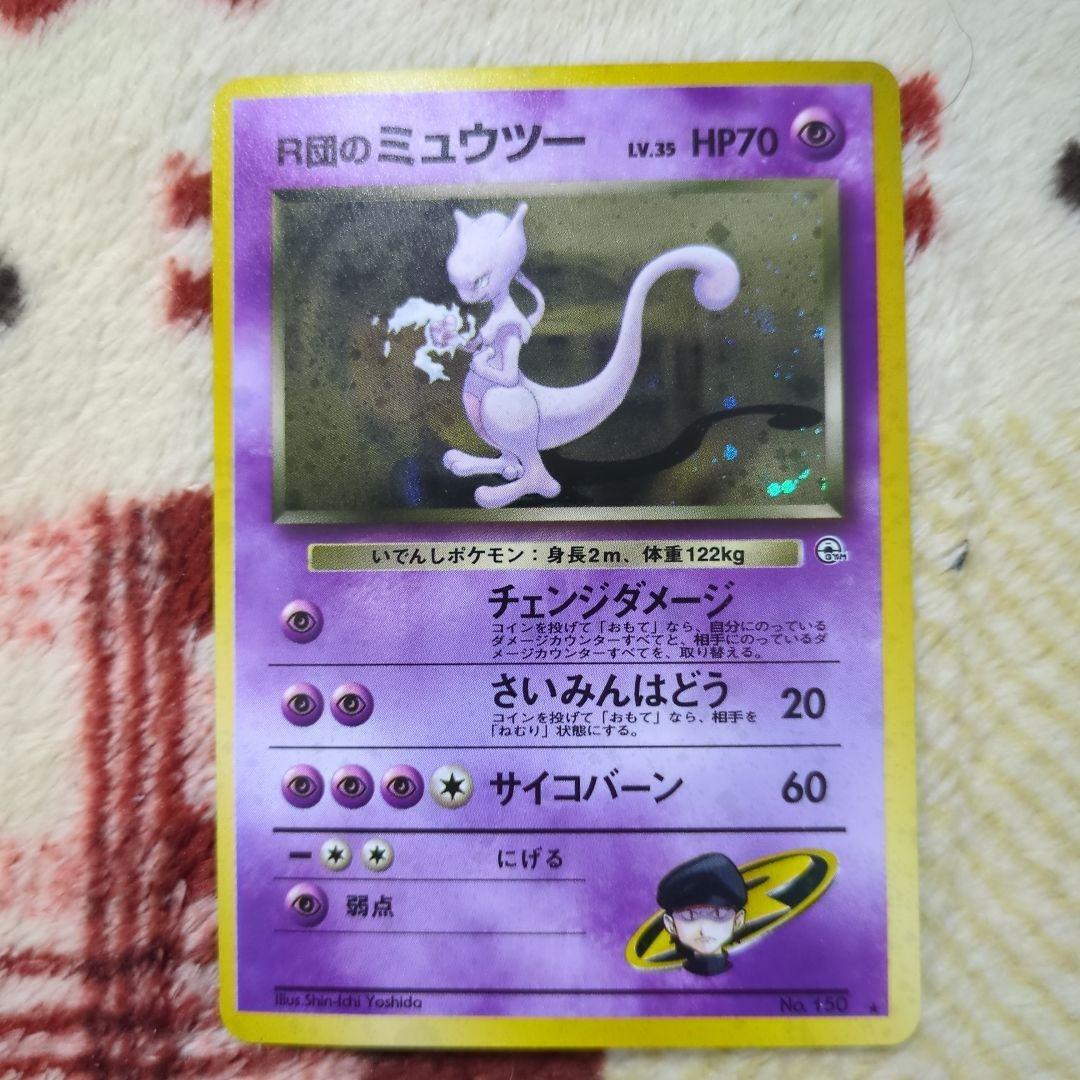 R団のミュウツー LV.35 HP70
いでんしポケモン：身長2m、体重122kg
GYM
チェンジダメージ
コインを投げて「おもて」なら、自分にのっている
ダメージカウンターすべてと、相手にのっているダ
メージカウンターすべてを、取り替える。
さいみんはどう 20
コインを投げて「おもて」なら、相手を
「ねむり」状態にする。
サイコバーン 60
にげる
弱点
Illus.Shin-Ichi Yoshida No. 150 ★